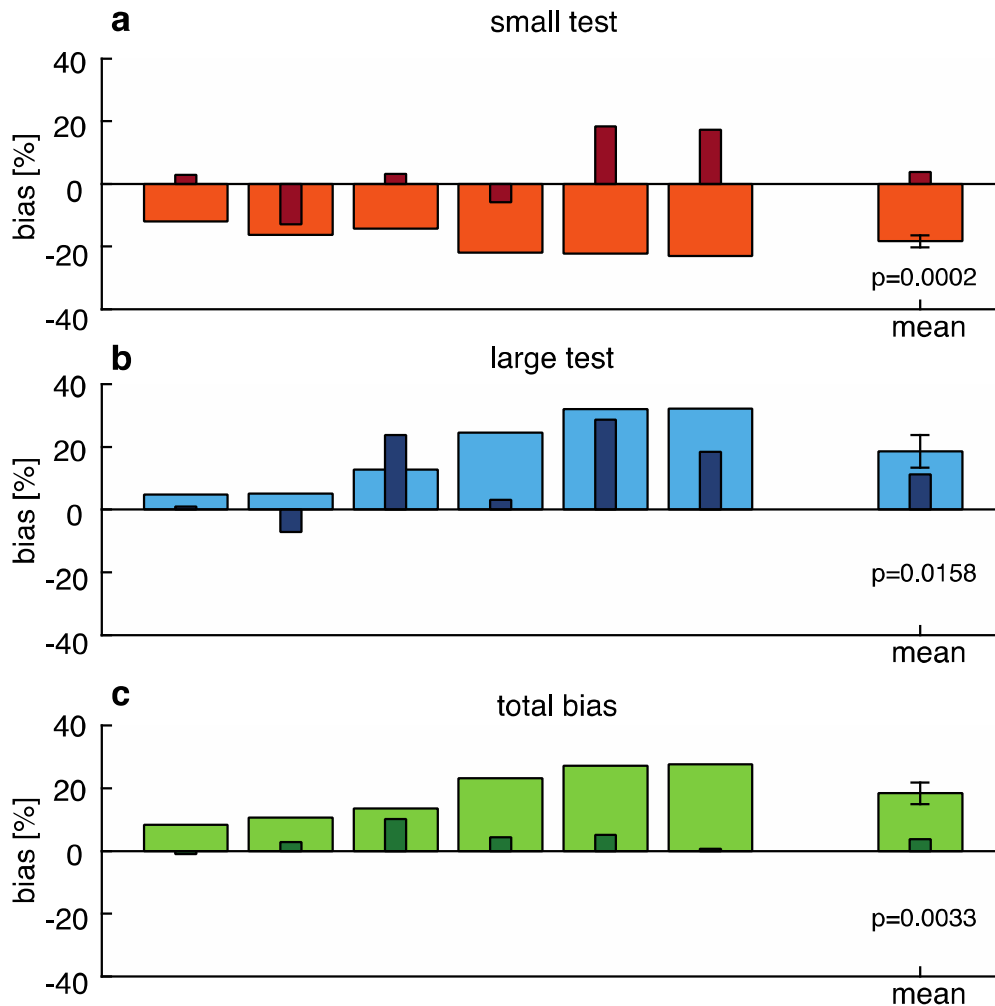 a
small test
bias [%]
40
20
0
-20
-40
p=0.0002
mean
b
large test
bias [%]
40
20
0
-20
-40
p=0.0158
mean
c
total bias
bias [%]
40
20
0
-20
-40
p=0.0033
mean